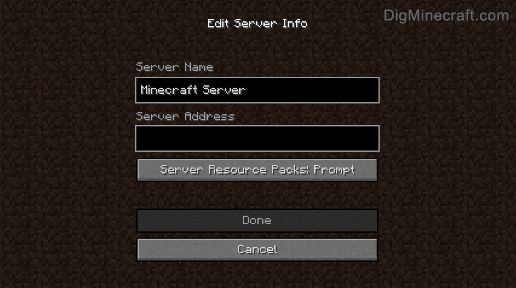 DigMinecraft.com
Edit Server Info
Server Name
Minecraft Server
Server Address
Server Resource Packs: Prompt
Done
Cancel